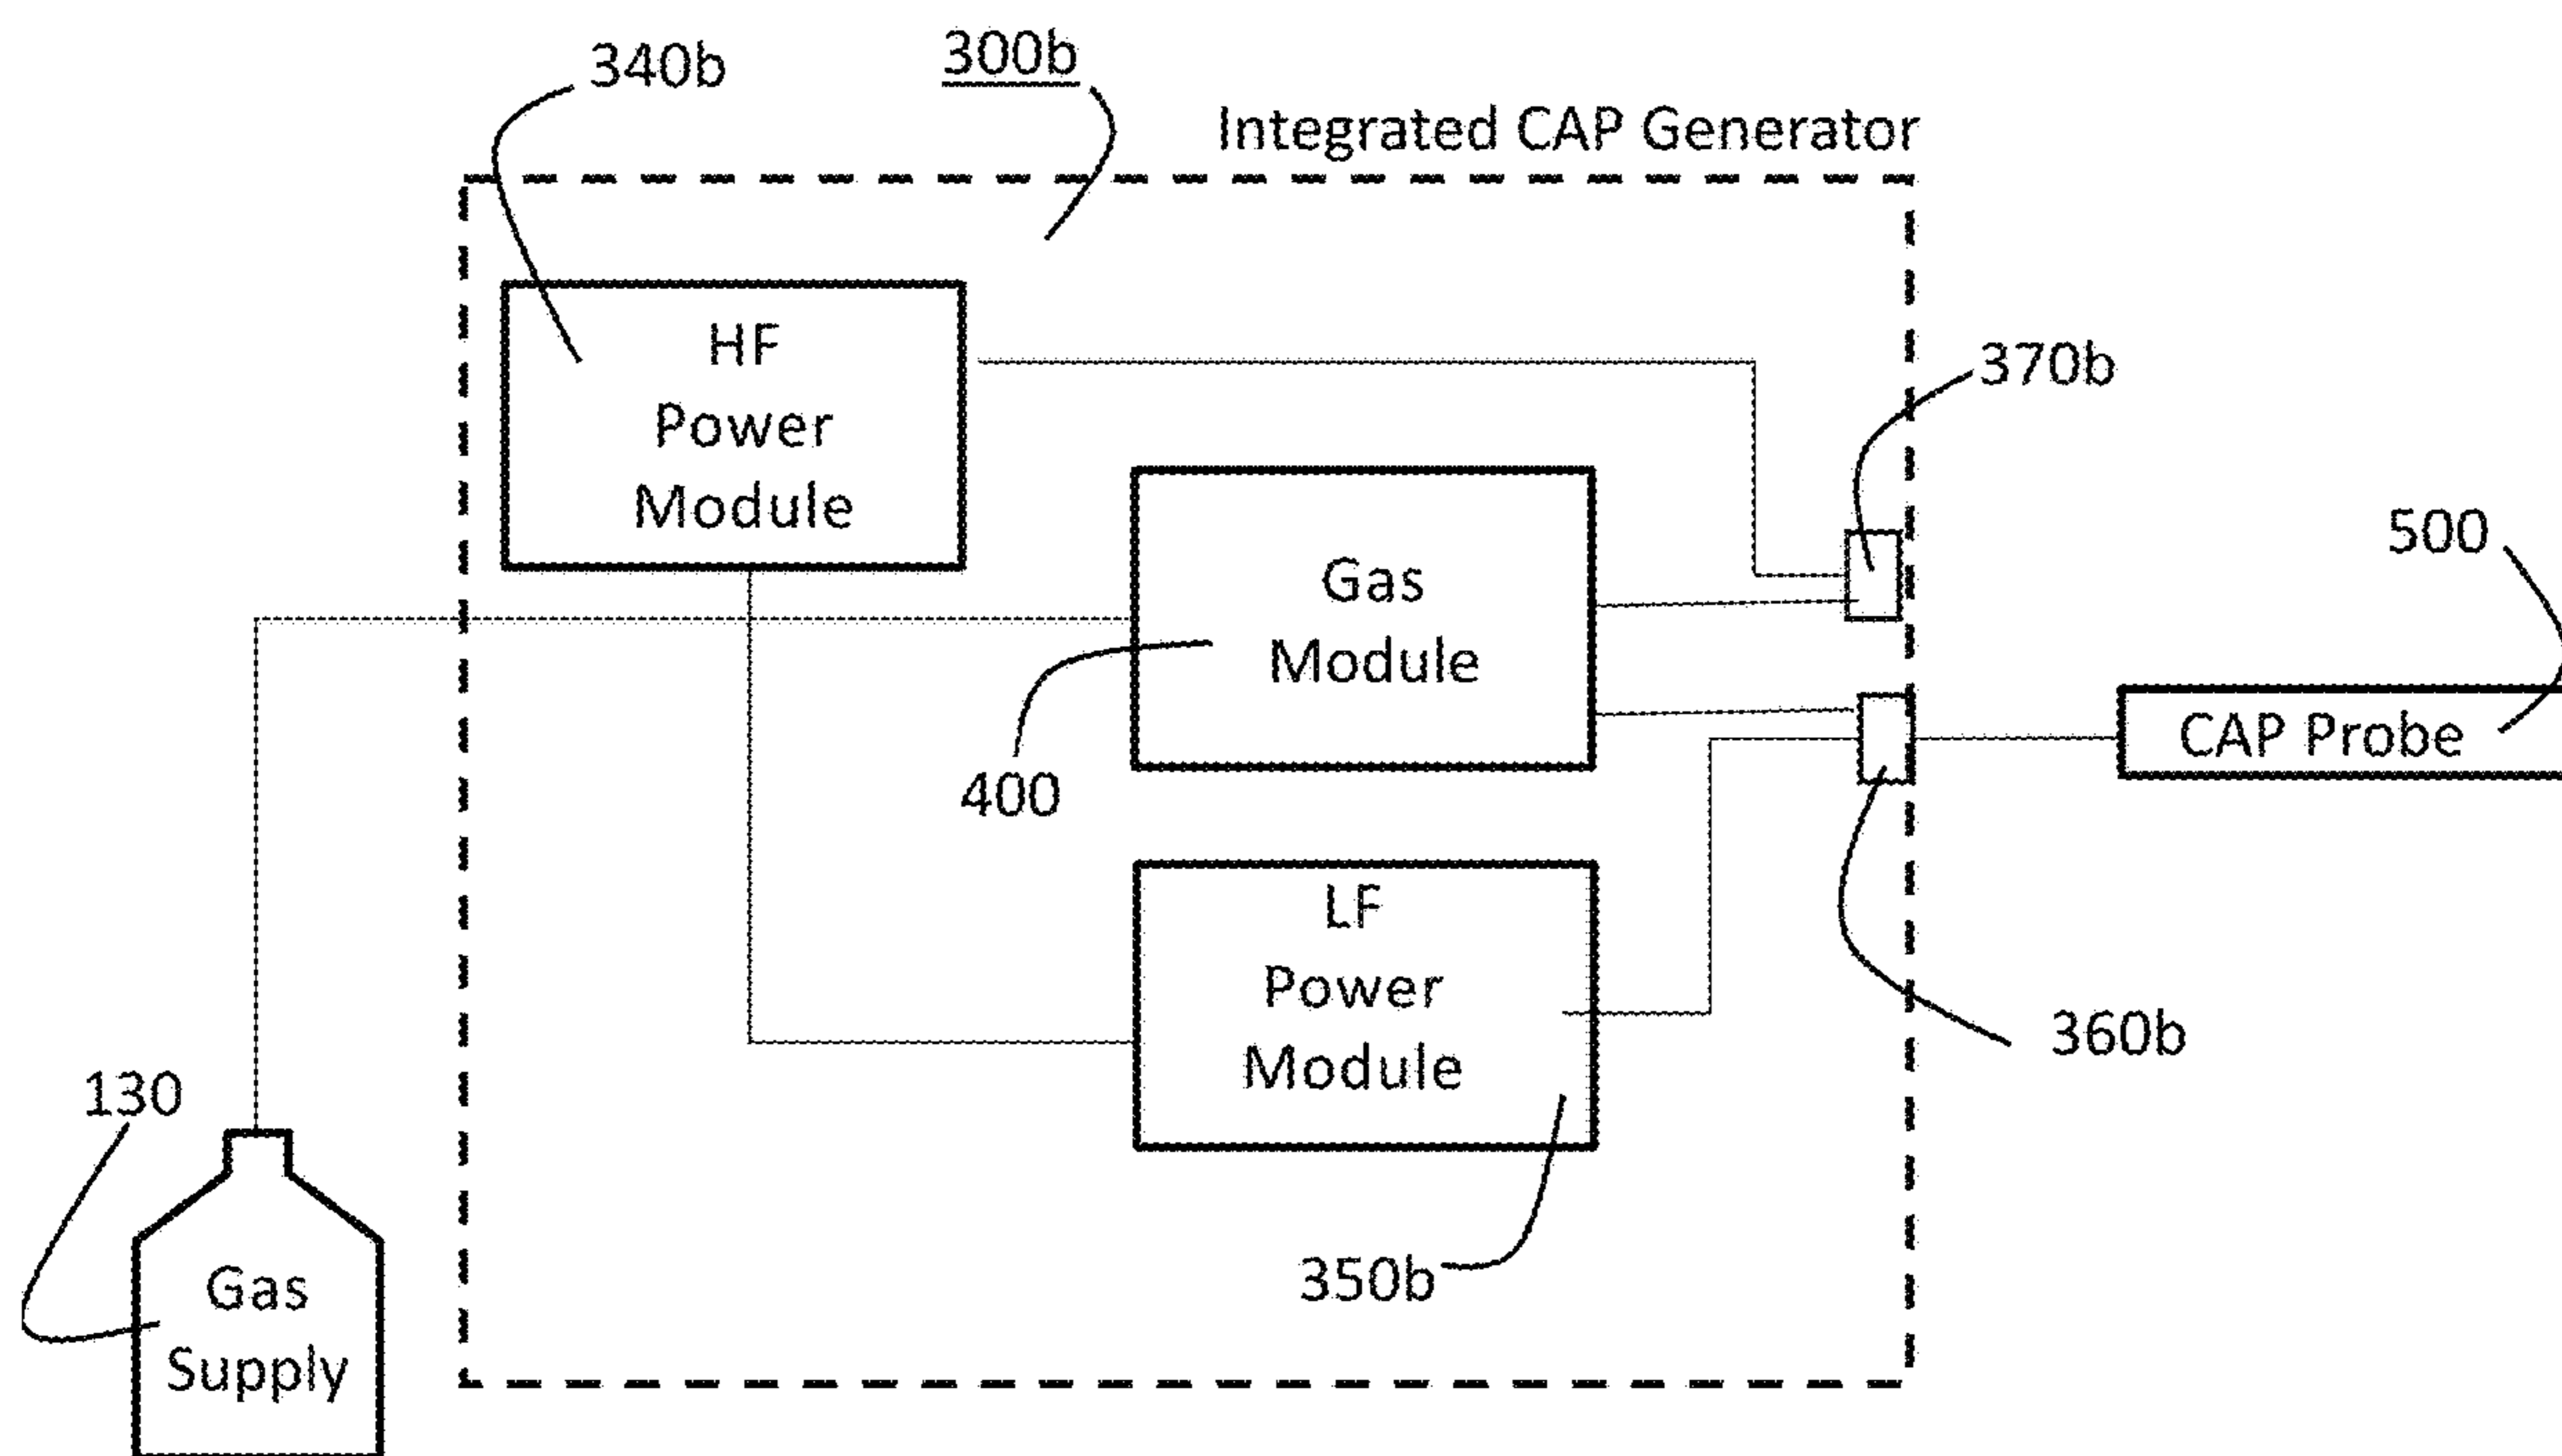 340b
300b
Integrated CAP Generator
HF
Power
Module
370b
Gas
Module
500
CAP Probe
400
LF
Power
Module
360b
130
350b
Gas
Supply